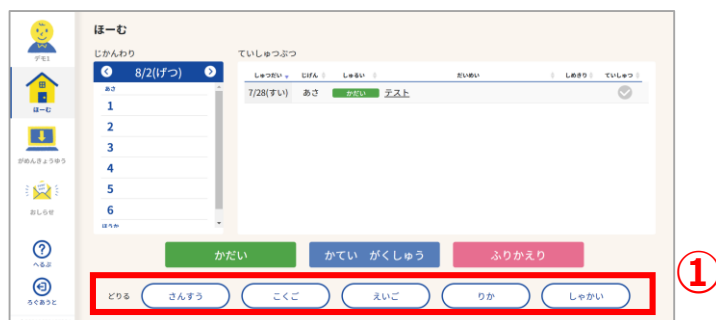 デモ1
ほーむ
がめんきょうゆう
おしらせ
へるぷ
ろぐあうと
ほーむ
じかんわり
8/2(げつ)
あさ
1
2
3
4
5
6
ほうか
ていしゅつぶつ
しゅつだい じげん しゅるい だいめい しめきり ていしゅつ
7/28(すい) あさ かだい テスト
かだい かてい がくしゅう ふりかえり
どりる さんすう こくご えいご りか しゃかい
①